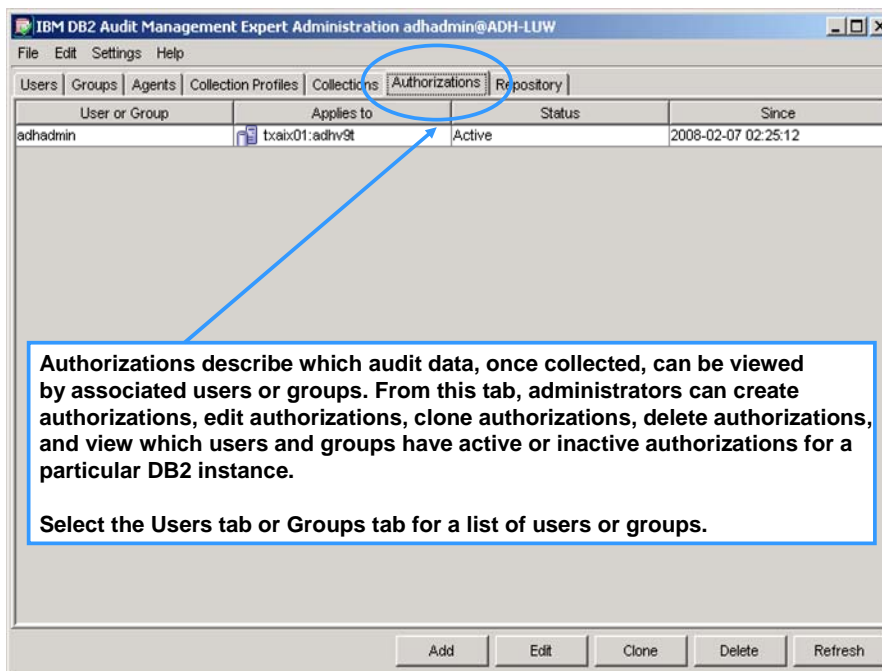 IBM DB2 Audit Management Expert Administration adhadmin@ADH-LUW
File Edit Settings Help
Users Groups Agents Collection Profiles Collections Authorizations Repository
User or Group Applies to Status Since
adhadmin txaix01:adhv9t Active 2008-02-07 02:25:12
Authorizations describe which audit data, once collected, can be viewed
by associated users or groups. From this tab, administrators can create
authorizations, edit authorizations, clone authorizations, delete authorizations,
and view which users and groups have active or inactive authorizations for a
particular DB2 instance.
Select the Users tab or Groups tab for a list of users or groups.
Add Edit Clone Delete Refresh